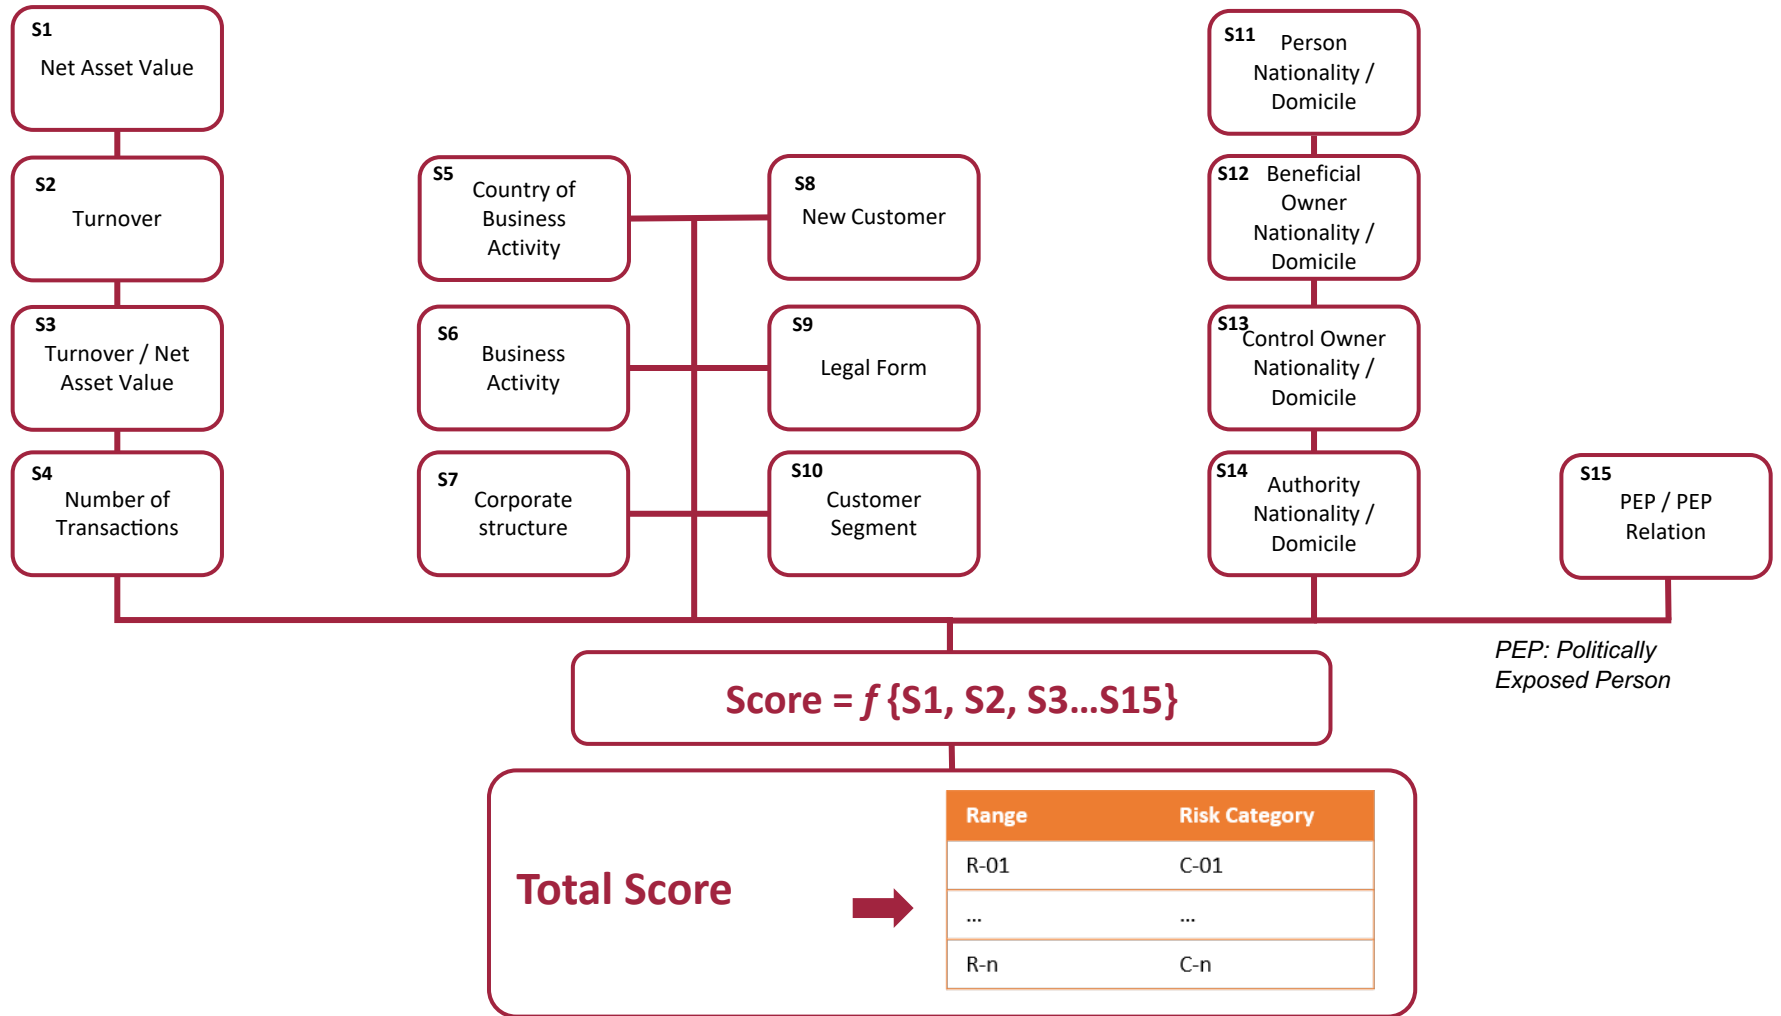 S1
Net Asset Value
S2
Turnover
S3
Turnover / Net
Asset Value
S4
Number of
Transactions
S5
Country of
Business
Activity
S6
Business
Activity
S7
Corporate
structure
S8
New Customer
S9
Legal Form
S10
Customer
Segment
S11
Person
Nationality /
Domicile
S12
Beneficial
Owner
Nationality /
Domicile
S13
Control Owner
Nationality /
Domicile
S14
Authority
Nationality /
Domicile
S15
PEP / PEP
Relation
PEP: Politically
Exposed Person
Score = f {S1, S2, S3...S15}
Total Score
Range Risk Category
R-01 C-01
... ...
R-n C-n